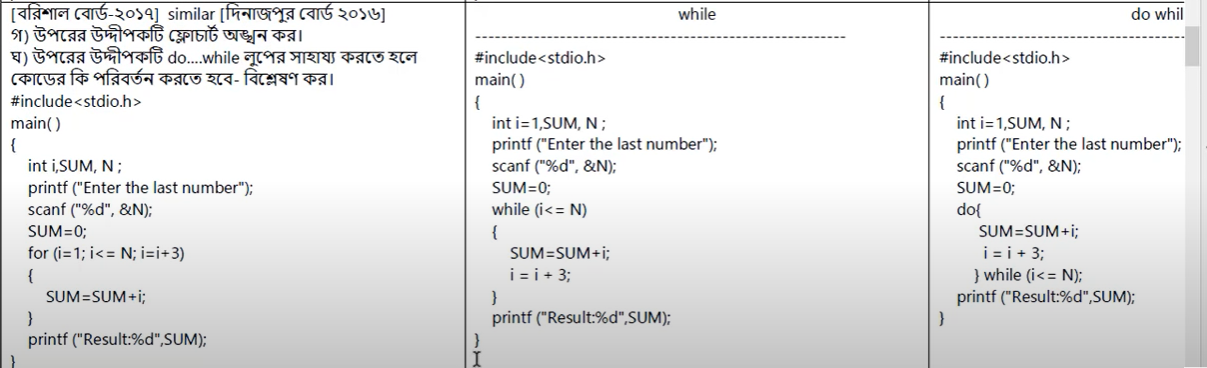 [বরিশাল বোর্ড-২০১৭] similar [দিনাজপুর বোর্ড ২০১৬]
গ) উপরের উদ্দীপকটি ফ্লোচার্ট অঙ্খন কর।
ঘ) উপরের উদ্দীপকটি do....while লুপের সাহায্য করতে হলে
কোডের কি পরিবর্তন করতে হবে- বিশ্লেষণ কর।
#include<stdio.h>
main( )
{
int i,SUM, N ;
printf ("Enter the last number");
scanf ("%d", &N);
SUM=0;
for (i=1; i<= N; i=i+3)
{
SUM=SUM+i;
}
printf ("Result:%d",SUM);
}
while
#include<stdio.h>
main( )
{
int i=1,SUM, N ;
printf ("Enter the last number");
scanf ("%d", &N);
SUM=0;
while (i<= N)
{
SUM=SUM+i;
i = i + 3;
}
printf ("Result:%d",SUM);
}
do whil
#include<stdio.h>
main( )
{
int i=1,SUM, N ;
printf ("Enter the last number");
scanf ("%d", &N);
SUM=0;
do{
SUM=SUM+i;
i = i + 3;
} while (i<= N);
printf ("Result:%d",SUM);
}